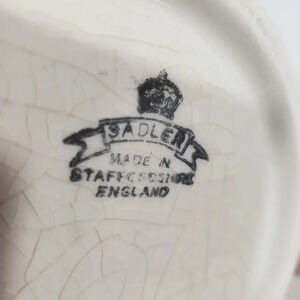 SADLER
MADE IN
STAFFORDSHIRE
ENGLAND